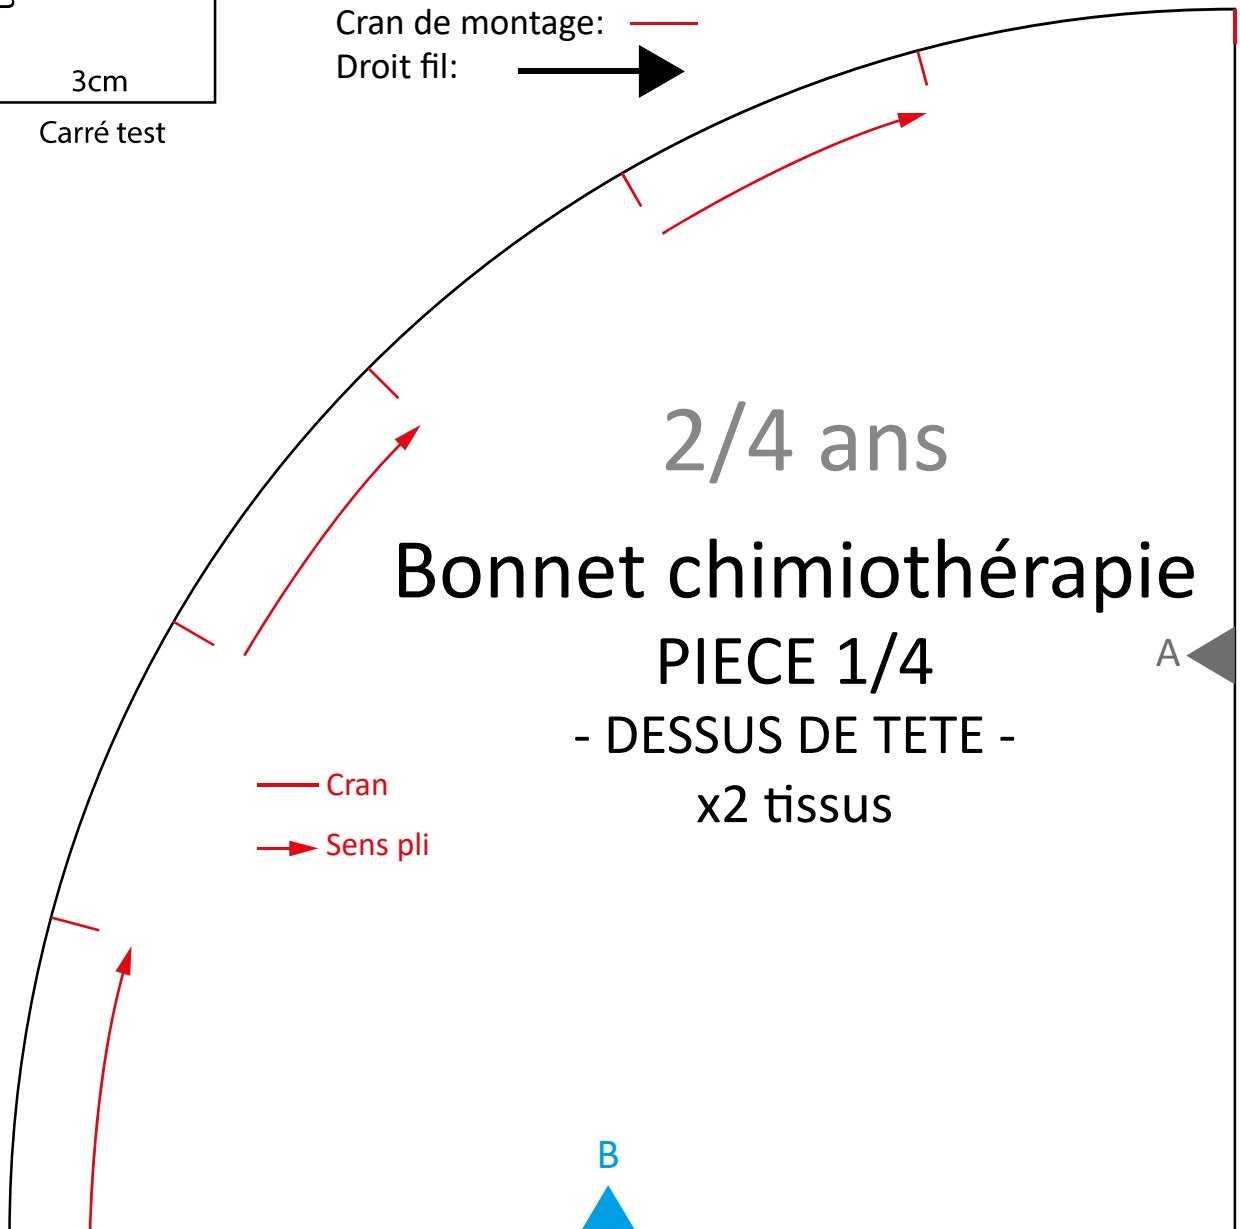 Cran de montage:
Droit fil:
3cm
Carré test
2/4 ans
Bonnet chimiothérapie
PIECE 1/4
- DESSUS DE TETE -
x2 tissus
A
Cran
Sens pli
B